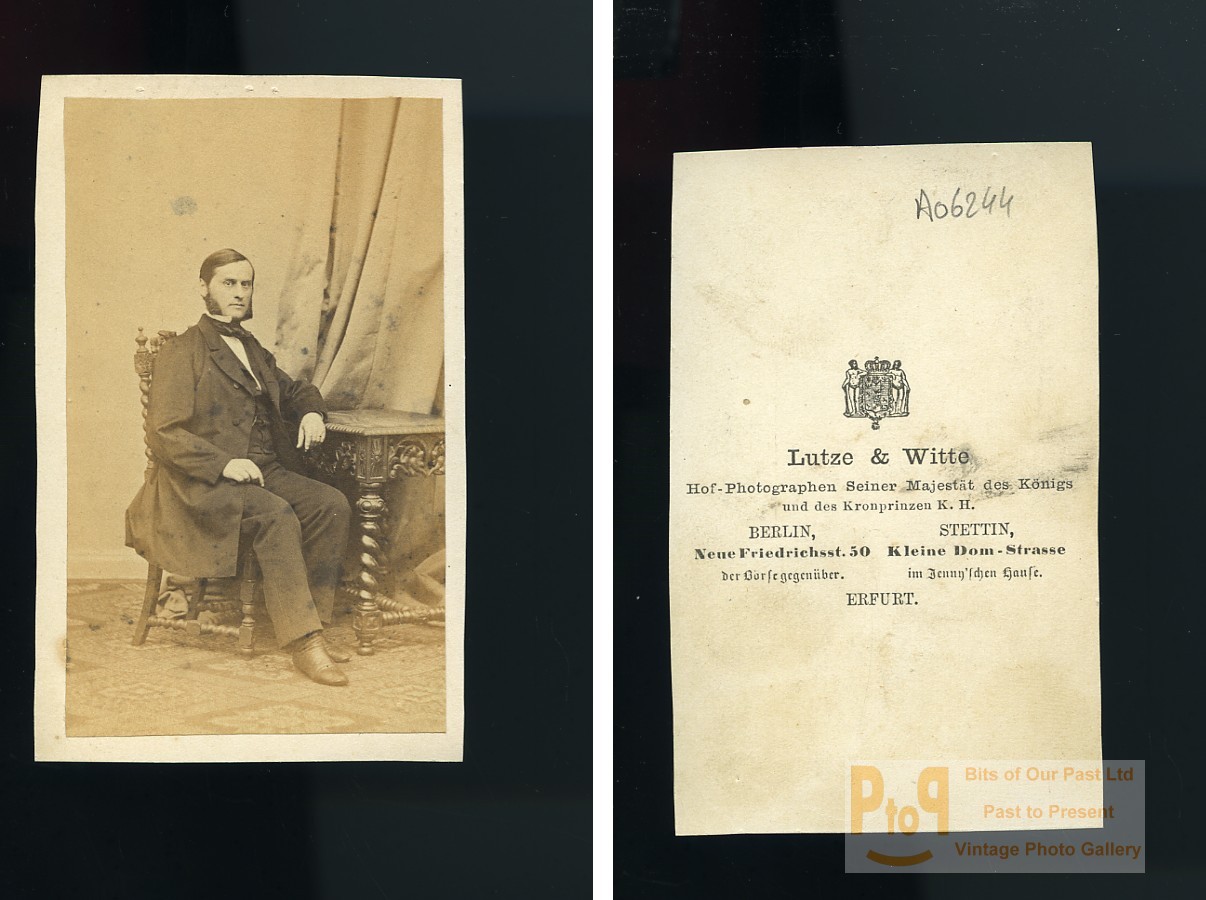 A06244
Lutze & Witte
Hof-Photographen Seiner Majestät des Königs
und des Kronprinzen K. H.
BERLIN,
Neue Friedrichsst. 50
der Börse gegenüber.
STETTIN,
Kleine Dom-Strasse
im Jenny'schen Hause.
ERFURT.
PtoP
Bits of Our Past Ltd
Past to Present
Vintage Photo Gallery